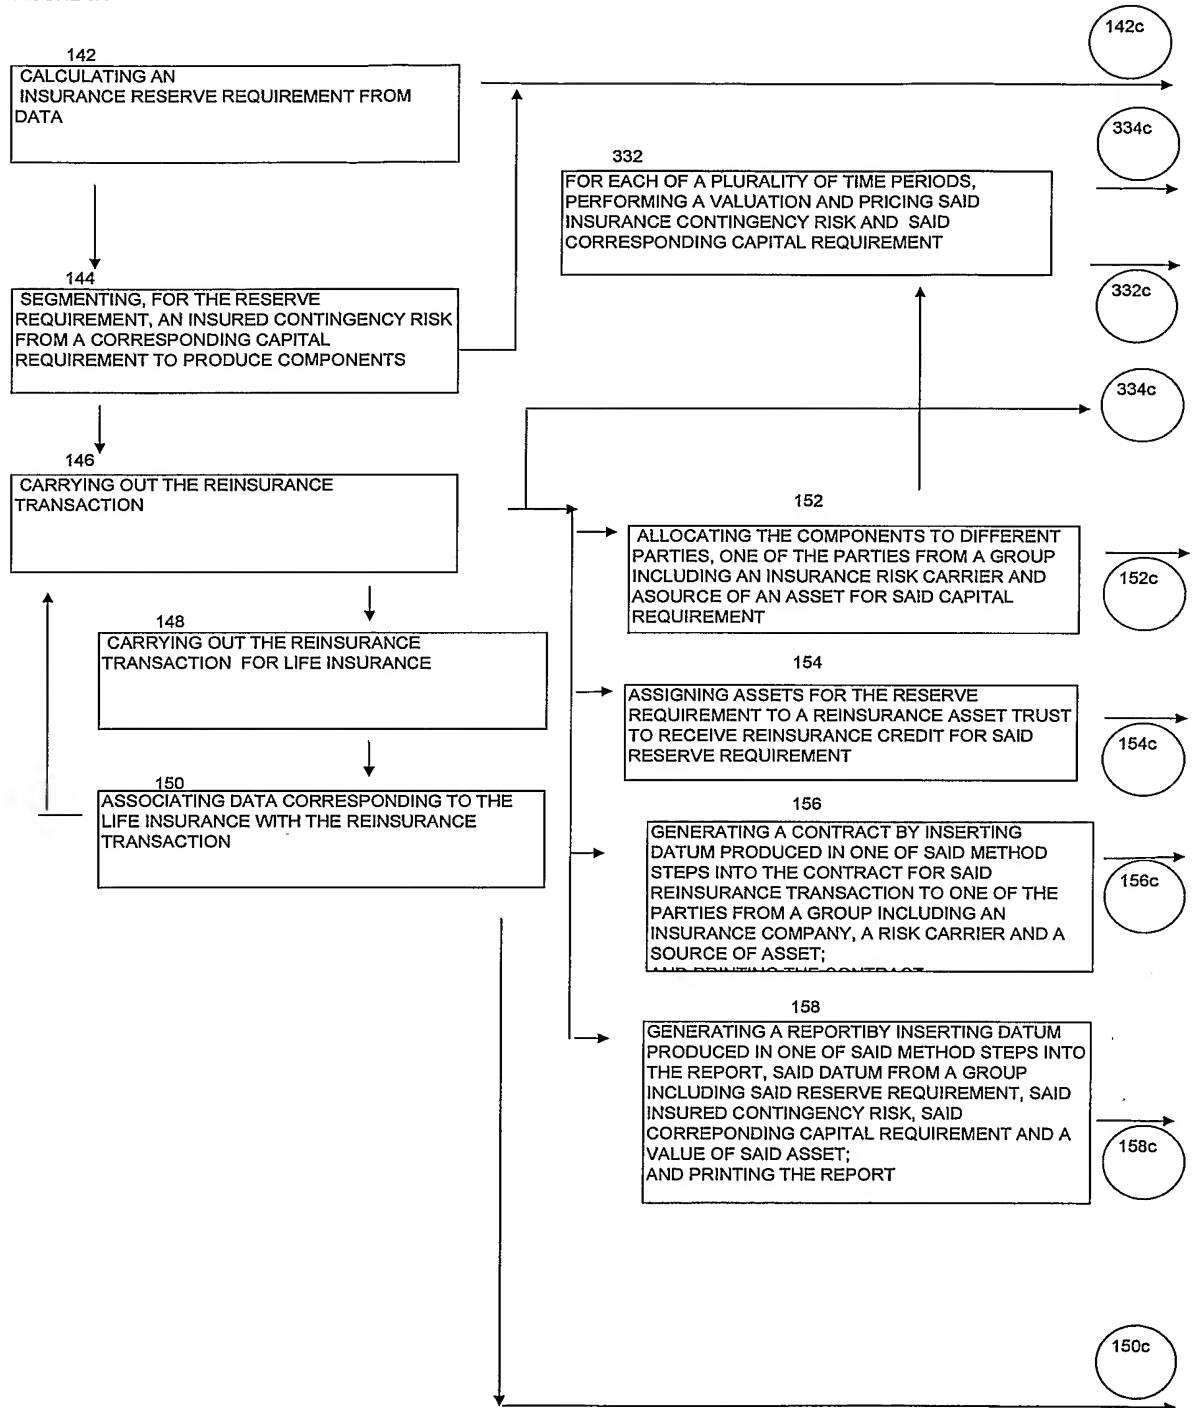 142c
142
CALCULATING AN
INSURANCE RESERVE REQUIREMENT FROM
DATA
334c
332
FOR EACH OF A PLURALITY OF TIME PERIODS,
PERFORMING A VALUATION AND PRICING SAID
INSURANCE CONTINGENCY RISK AND SAID
CORRESPONDING CAPITAL REQUIREMENT
332c
144
SEGMENTING, FOR THE RESERVE
REQUIREMENT, AN INSURED CONTINGENCY RISK
FROM A CORRESPONDING CAPITAL
REQUIREMENT TO PRODUCE COMPONENTS
334c
146
CARRYING OUT THE REINSURANCE
TRANSACTION
152
ALLOCATING THE COMPONENTS TO DIFFERENT
PARTIES, ONE OF THE PARTIES FROM A GROUP
INCLUDING AN INSURANCE RISK CARRIER AND
ASOURCE OF AN ASSET FOR SAID CAPITAL
REQUIREMENT
152c
148
CARRYING OUT THE REINSURANCE
TRANSACTION FOR LIFE INSURANCE
154
ASSIGNING ASSETS FOR THE RESERVE
REQUIREMENT TO A REINSURANCE ASSET TRUST
TO RECEIVE REINSURANCE CREDIT FOR SAID
RESERVE REQUIREMENT
154c
150
ASSOCIATING DATA CORRESPONDING TO THE
LIFE INSURANCE WITH THE REINSURANCE
TRANSACTION
156
GENERATING A CONTRACT BY INSERTING
DATUM PRODUCED IN ONE OF SAID METHOD
STEPS INTO THE CONTRACT FOR SAID
REINSURANCE TRANSACTION TO ONE OF THE
PARTIES FROM A GROUP INCLUDING AN
INSURANCE COMPANY, A RISK CARRIER AND A
SOURCE OF ASSET;
AND PRINTING THE CONTRACT
156c
158
GENERATING A REPORTIBY INSERTING DATUM
PRODUCED IN ONE OF SAID METHOD STEPS INTO
THE REPORT, SAID DATUM FROM A GROUP
INCLUDING SAID RESERVE REQUIREMENT, SAID
INSURED CONTINGENCY RISK, SAID
CORREPONDING CAPITAL REQUIREMENT AND A
VALUE OF SAID ASSET;
AND PRINTING THE REPORT
158c
150c